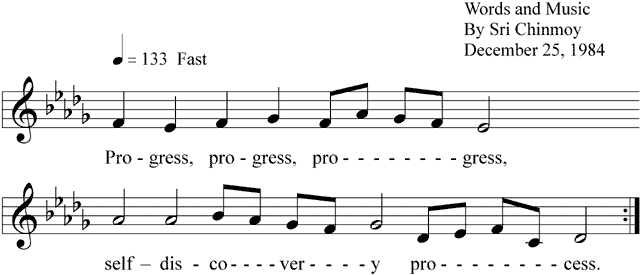 Words and Music
By Sri Chinmoy
December 25, 1984
♩ = 133 Fast
Pro - gress, pro - gress, pro - - - - - - - - gress,
self – dis - co - - - - ver - - - - y pro - - - - - - - - - cess.